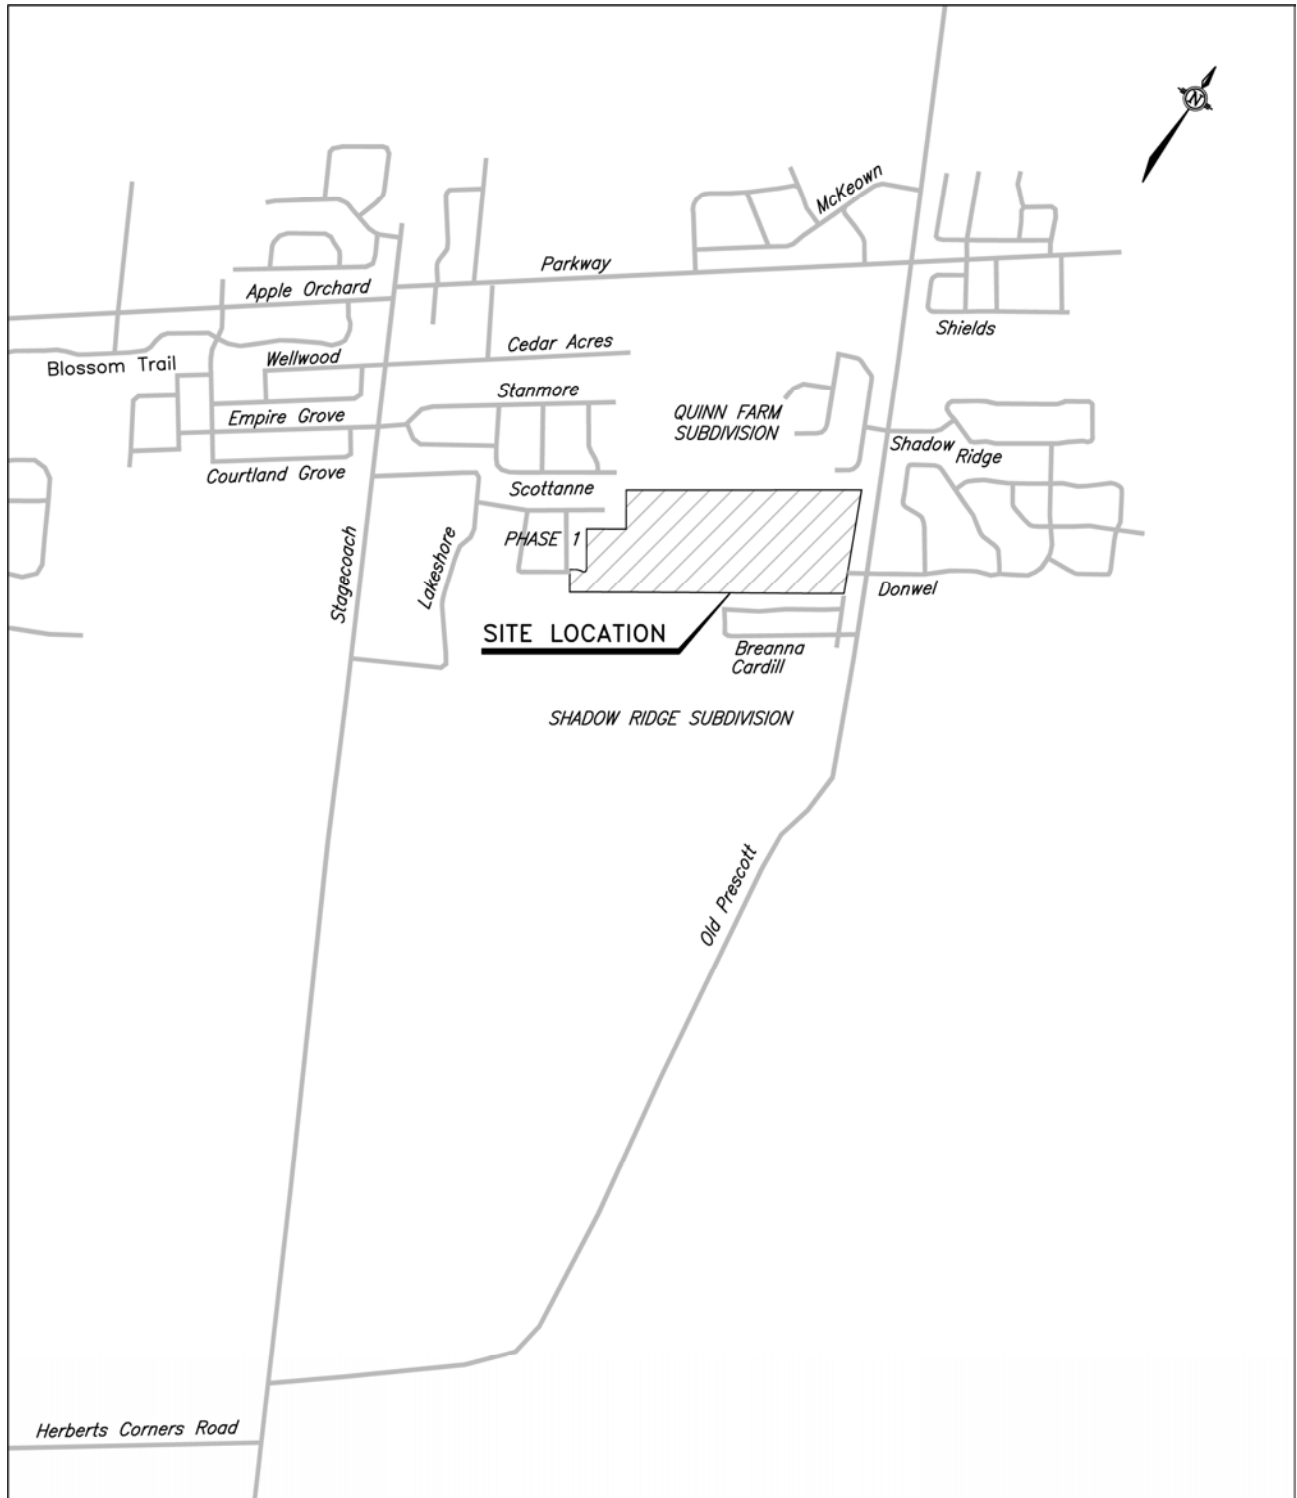 N
McKeown
Parkway
Apple Orchard
Shields
Cedar Acres
Wellwood
Blossom Trail
Stanmore
QUINN FARM
SUBDIVISION
Empire Grove
Shadow
Ridge
Courtland Grove
Scottanne
PHASE 1
Stagecoach
Lakeshore
Donwel
SITE LOCATION
Breanna
Cardill
SHADOW RIDGE SUBDIVISION
Old Prescott
Herberts Corners Road